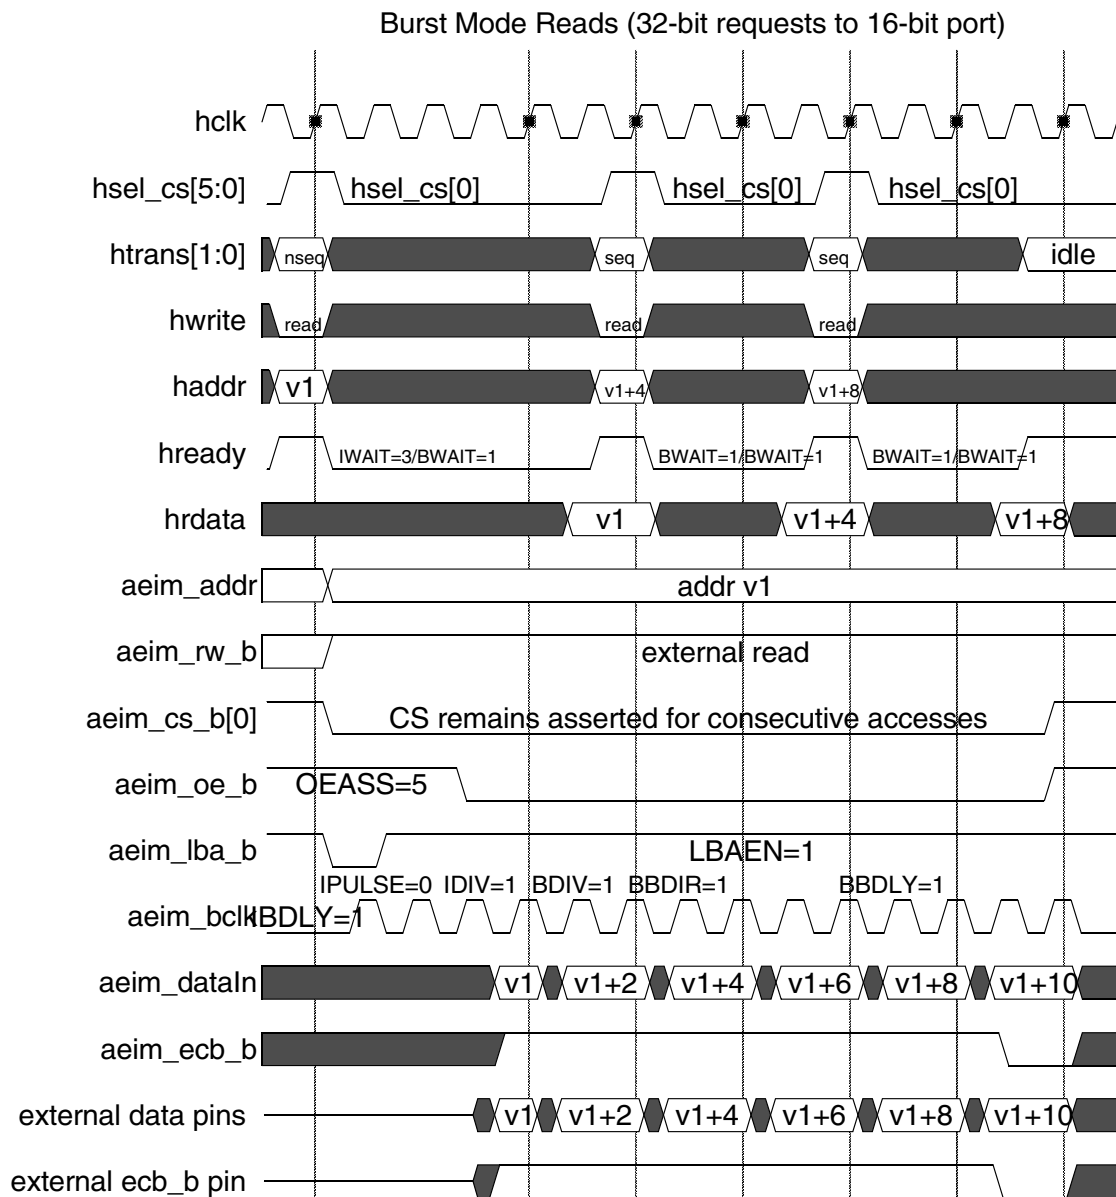 Burst Mode Reads (32-bit requests to 16-bit port)
hclk
hsel_cs[5:0] hsel_cs[0] hsel_cs[0] hsel_cs[0]
htrans[1:0] nseq seq seq idle
hwrite read read read
haddr v1 v1+4 v1+8
hready IWAIT=3/BWAIT=1 BWAIT=1/BWAIT=1 BWAIT=1/BWAIT=1
hrdata v1 v1+4 v1+8
aeim_addr addr v1
aeim_rw_b external read
aeim_cs_b[0] CS remains asserted for consecutive accesses
aeim_oe_b OEASS=5
aeim_lba_b LBAEN=1
IPULSE=0 IDIV=1 BDIV=1 BBDIR=1 BBDLY=1
aeim_bclk IBDLY=1
aeim_dataIn v1 v1+2 v1+4 v1+6 v1+8 v1+10
aeim_ecb_b
external data pins v1 v1+2 v1+4 v1+6 v1+8 v1+10
external ecb_b pin